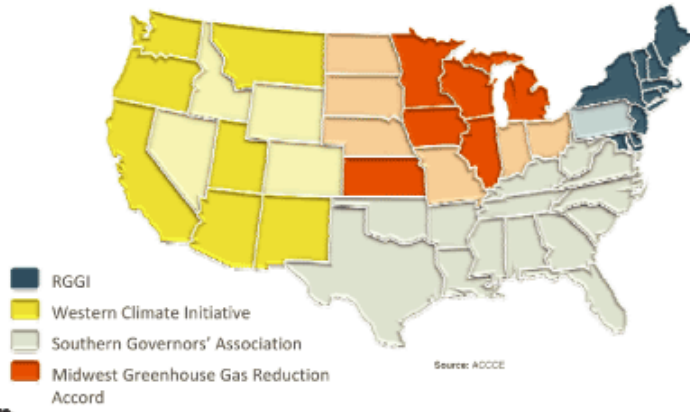 RGGI
Western Climate Initiative
Southern Governors' Association
Midwest Greenhouse Gas Reduction
Accord
Source: ACCCE